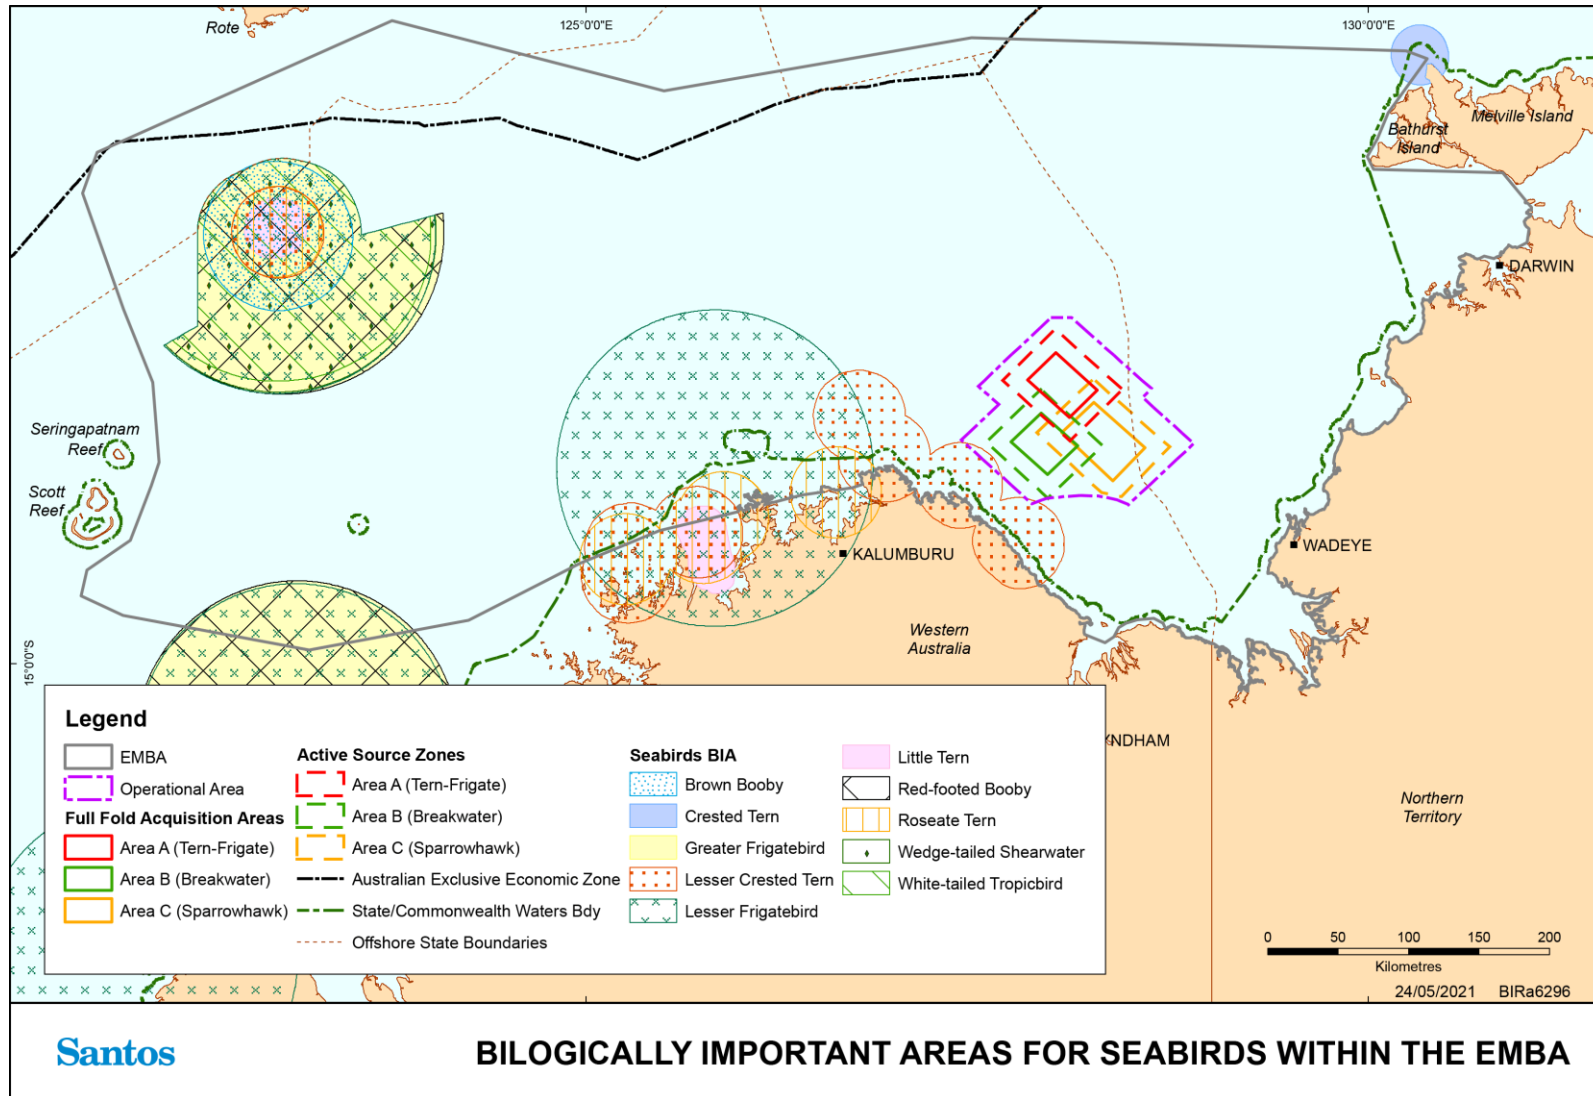 Rote
125°0'0"E
130°0'0"E
Melville Island
Bathurst
Island
DARWIN
Seringapatnam
Reef
Scott
Reef
KALUMBURU
WADEYE
Western
Australia
15°0'0"S
NDHAM
Northern
Territory
Legend
EMBA
Operational Area
Full Fold Acquisition Areas
Area A (Tern-Frigate)
Area B (Breakwater)
Area C (Sparrowhawk)
Active Source Zones
Area A (Tern-Frigate)
Area B (Breakwater)
Area C (Sparrowhawk)
Australian Exclusive Economic Zone
State/Commonwealth Waters Bdy
Offshore State Boundaries
Seabirds BIA
Brown Booby
Crested Tern
Greater Frigatebird
Lesser Crested Tern
Lesser Frigatebird
Little Tern
Red-footed Booby
Roseate Tern
Wedge-tailed Shearwater
White-tailed Tropicbird
0 50 100 150 200
Kilometres
24/05/2021 BIRa6296
Santos
BILOGICALLY IMPORTANT AREAS FOR SEABIRDS WITHIN THE EMBA